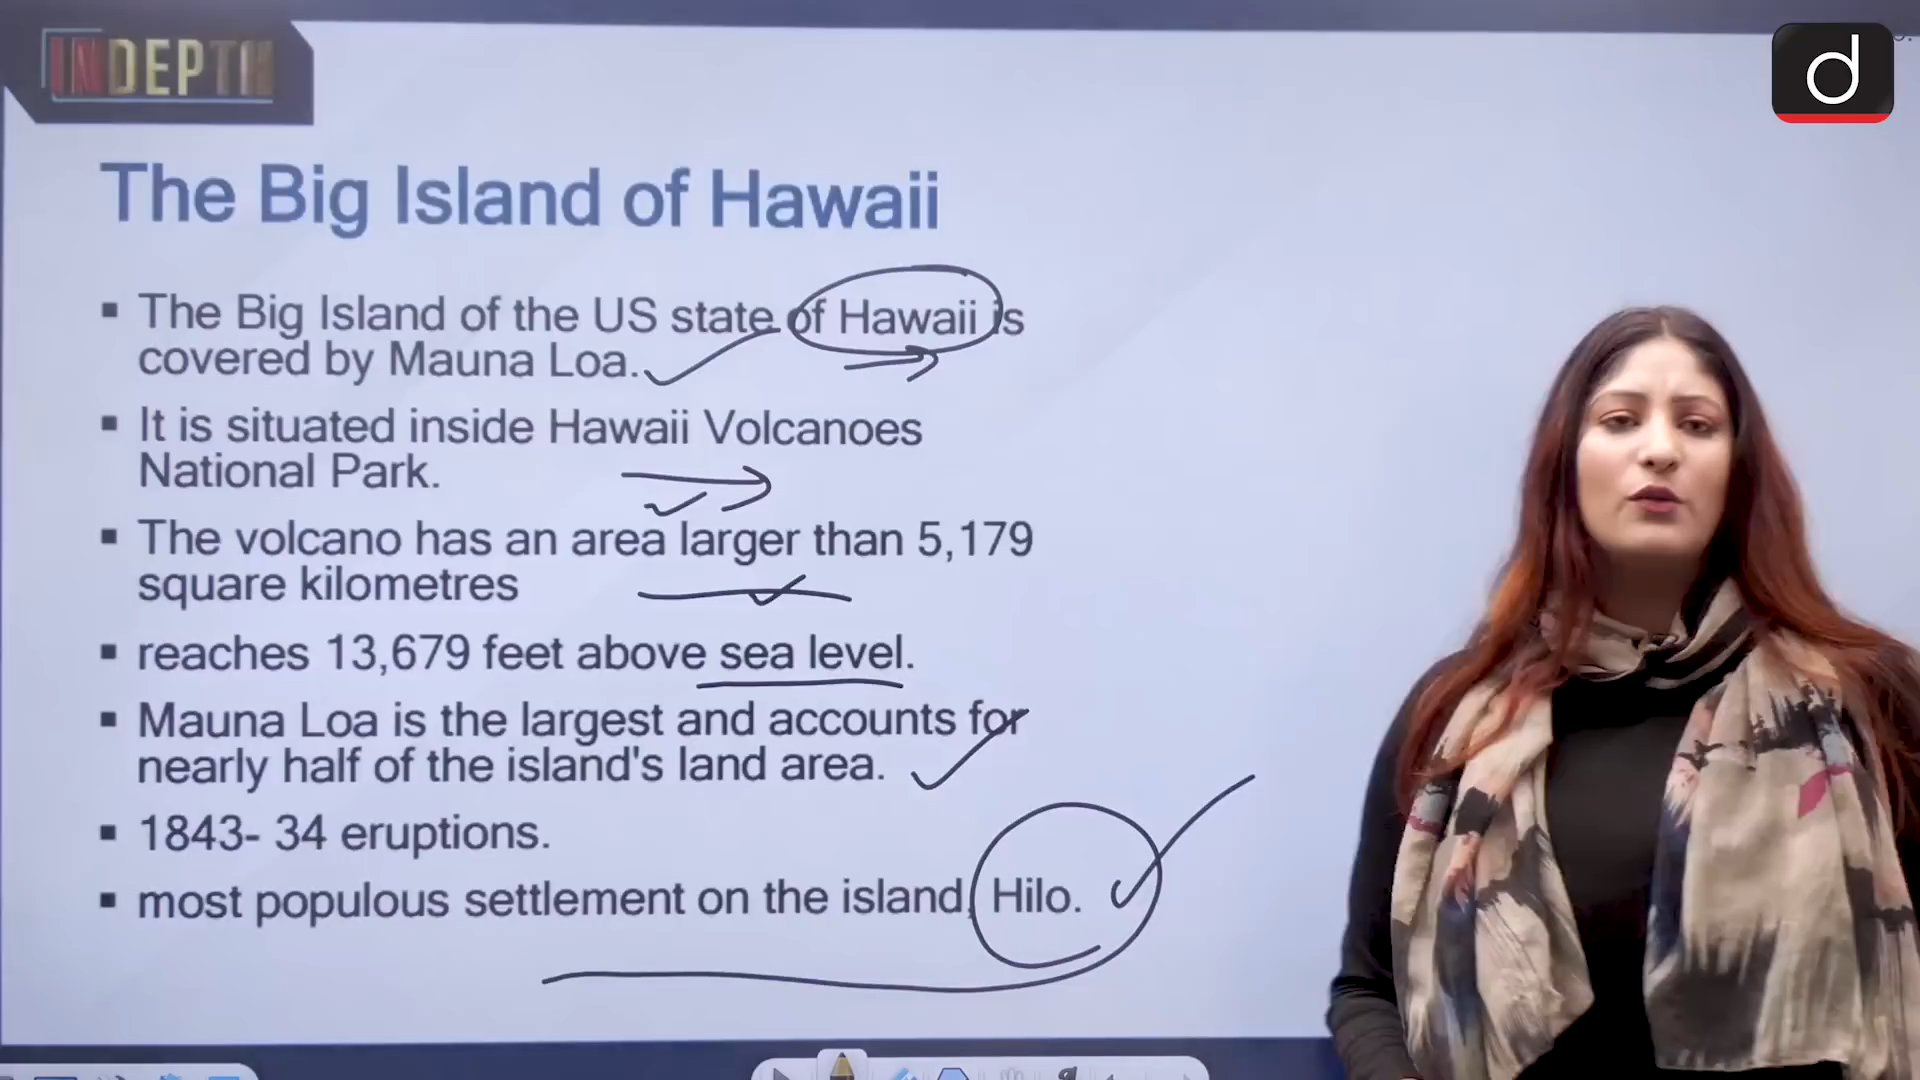 INDEPTH
d
The Big Island of Hawaii
▪ The Big Island of the US state of Hawaii is
covered by Mauna Loa.
▪ It is situated inside Hawaii Volcanoes
National Park.
▪ The volcano has an area larger than 5,179
square kilometres
▪ reaches 13,679 feet above sea level.
▪ Mauna Loa is the largest and accounts for
nearly half of the island's land area.
▪ 1843- 34 eruptions.
▪ most populous settlement on the island, Hilo.